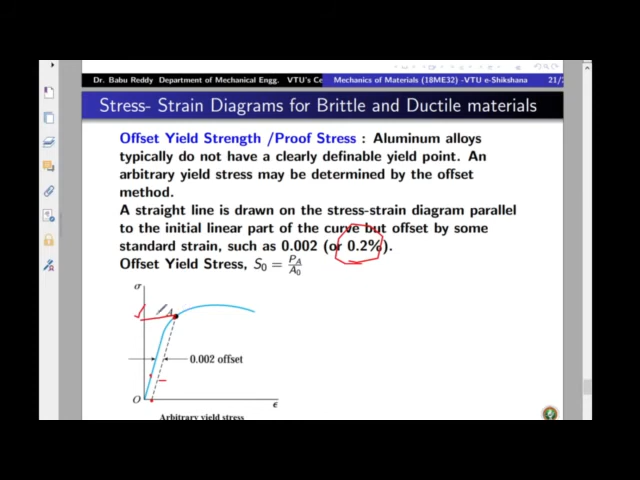 Dr. Babu Reddy Department of Mechanical Engg. VTU's Ce Mechanics of Materials (18ME32) -VTU e-Shikshana 21/
Stress- Strain Diagrams for Brittle and Ductile materials
Offset Yield Strength /Proof Stress : Aluminum alloys
typically do not have a clearly definable yield point. An
arbitrary yield stress may be determined by the offset
method.
A straight line is drawn on the stress-strain diagram parallel
to the initial linear part of the curve but offset by some
standard strain, such as 0.002 (or 0.2%).
Offset Yield Stress, S₀ = P_A/A₀
σ
A
0.002 offset
O
ϵ
Arbitrary yield stress